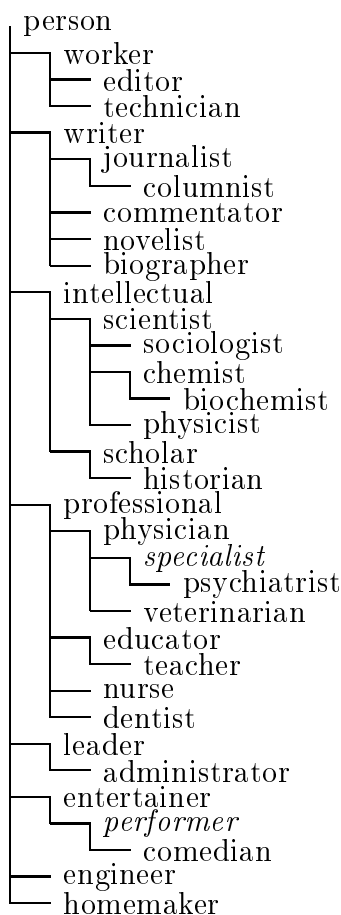 person
worker
editor
technician
writer
journalist
columnist
commentator
novelist
biographer
intellectual
scientist
sociologist
chemist
biochemist
physicist
scholar
historian
professional
physician
specialist
psychiatrist
veterinarian
educator
teacher
nurse
dentist
leader
administrator
entertainer
performer
comedian
engineer
homemaker